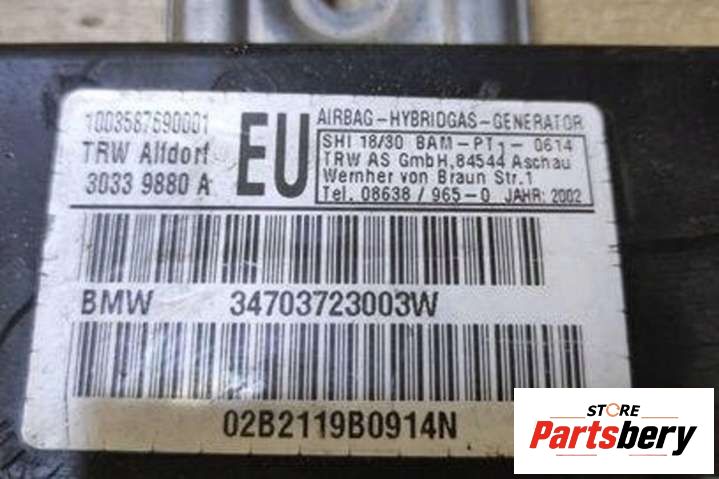 1003587690001
TRW Alfdorf
3033 9880 A
EU
AIRBAG-HYBRIDGAS-GENERATOR
SHI 18/30 BAM-PT1- 0614
TRW AS GmbH,84544 Aschau
Wernher von Braun Str.1
Tel. 08638 / 965-0 JAHR: 2002
BMW 34703723003W
02B2119B0914N
STORE
Partsbery